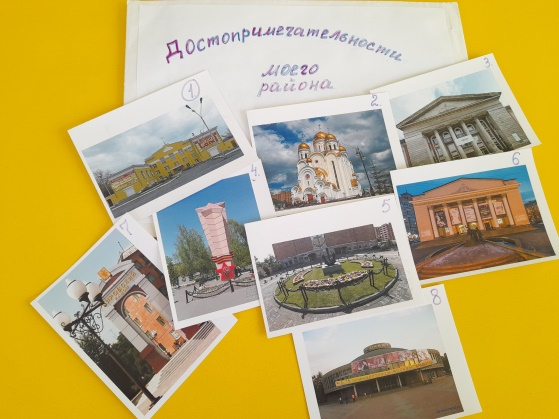 Достопримечательности
моего
района
1
2.
3.
4.
5
6
7.
8